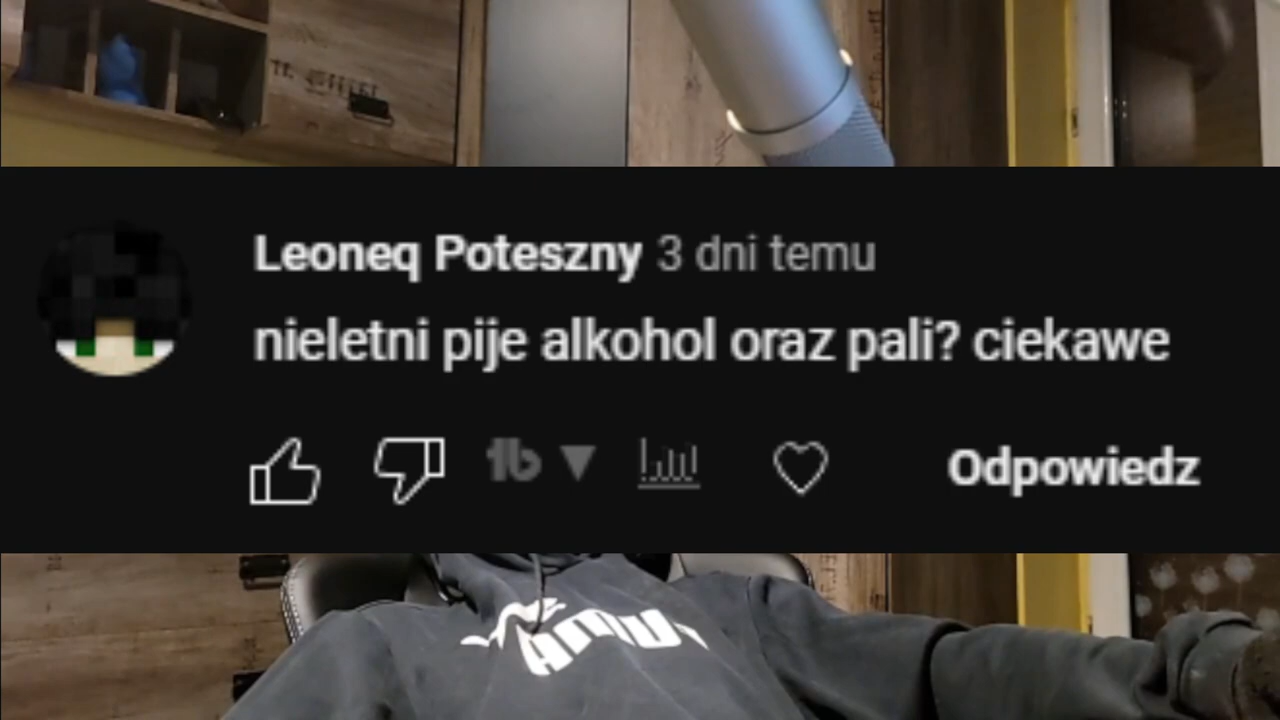 Leoneq Poteszny 3 dni temu
nieletni pije alkohol oraz pali? ciekawe
Odpowiedz